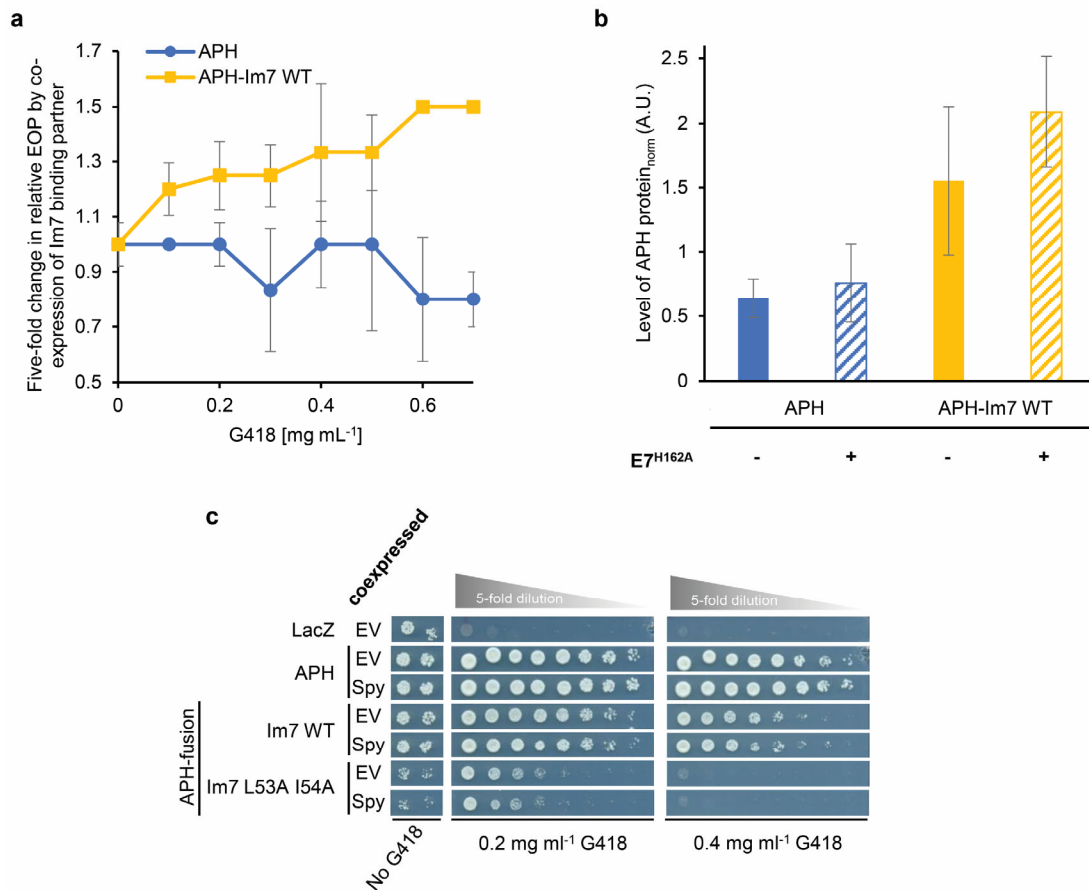 a
Five-fold change in relative EOP by co-
expression of Im7 binding partner
1.7
1.5
1.3
1.1
0.9
0.7
0.5
APH
APH-Im7 WT
0
0.2
0.4
0.6
G418 [mg mL⁻¹]
b
Level of APH protein_norm (A.U.)
2.5
2
1.5
1
0.5
0
APH
APH-Im7 WT
E7^H162A
-
+
-
+
c
coexpressed
5-fold dilution
5-fold dilution
LacZ
EV
APH
EV
Spy
APH-fusion
Im7 WT
EV
Spy
Im7 L53A I54A
EV
Spy
No G418
0.2 mg ml⁻¹ G418
0.4 mg ml⁻¹ G418